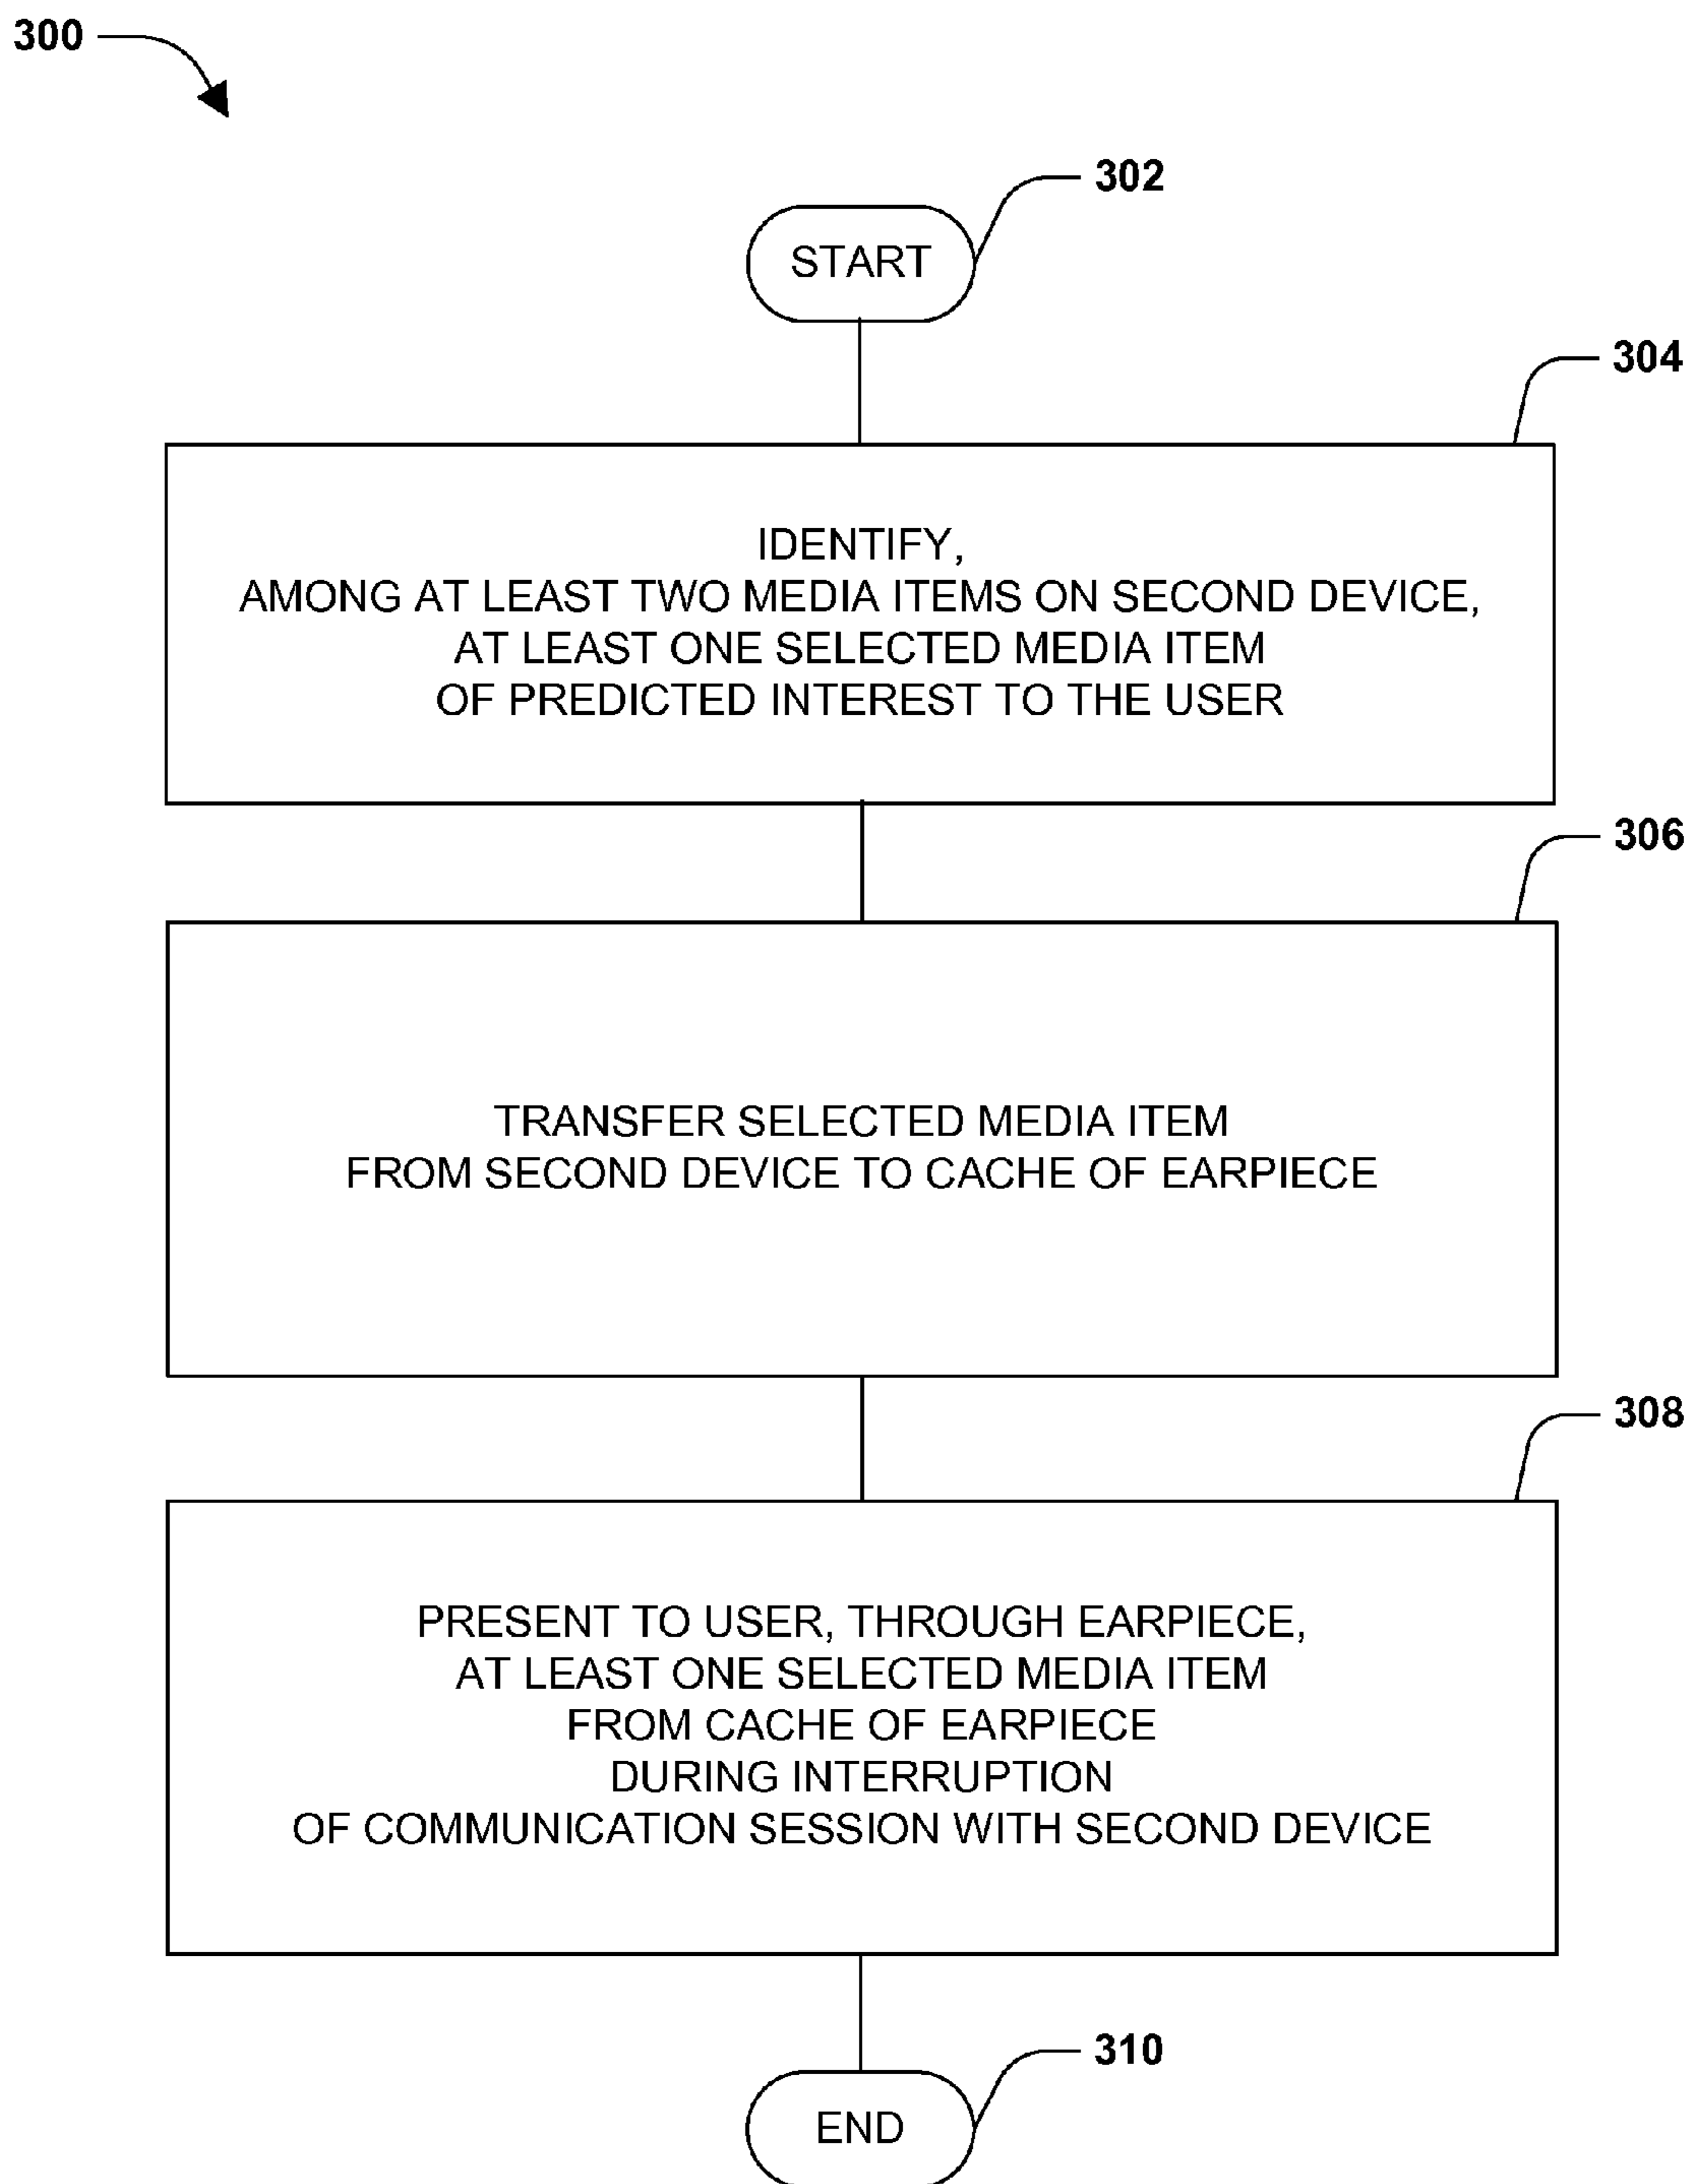 300
302
START
304
IDENTIFY,
AMONG AT LEAST TWO MEDIA ITEMS ON SECOND DEVICE,
AT LEAST ONE SELECTED MEDIA ITEM
OF PREDICTED INTEREST TO THE USER
306
TRANSFER SELECTED MEDIA ITEM
FROM SECOND DEVICE TO CACHE OF EARPIECE
308
PRESENT TO USER, THROUGH EARPIECE,
AT LEAST ONE SELECTED MEDIA ITEM
FROM CACHE OF EARPIECE
DURING INTERRUPTION
OF COMMUNICATION SESSION WITH SECOND DEVICE
310
END